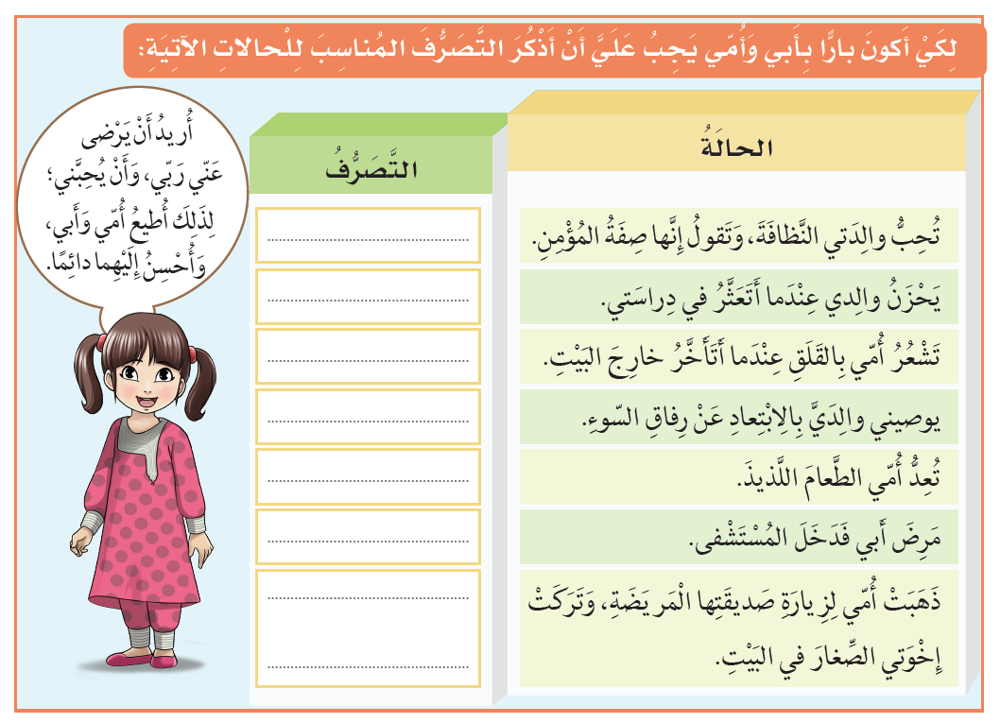 لِكَيْ أَكونَ بارًّا بِأَبي وَأُمّي يَجِبُ عَلَيَّ أَنْ أَذْكُرَ التَّصَرُّفَ المُناسِبَ لِلْحالاتِ الآتِيَةِ:
الحالَةُ
التَّصَرُّفُ
تُحِبُّ والِدَتي النَّظافَةَ، وَتَقولُ إِنَّها صِفَةُ المُؤْمِنِ.
يَحْزَنُ والِدي عِنْدَما أَتَعَثَّرُ في دِراسَتي.
تَشْعُرُ أُمّي بِالقَلَقِ عِنْدَما أَتَأَخَّرُ خارِجَ البَيْتِ.
يوصيني والِدَيَّ بِالِابْتِعادِ عَنْ رِفاقِ السّوءِ.
تُعِدُّ أُمّي الطَّعامَ اللَّذيذَ.
مَرِضَ أَبي فَدَخَلَ المُسْتَشْفى.
ذَهَبَتْ أُمّي لِزِيارَةِ صَديقَتِها الْمَريَضَةِ، وَتَرَكَتْ
إِخْوَتي الصِّغارَ في البَيْتِ.
أُريدُ أَنْ يَرْضى
عَنّي رَبّي، وَأَنْ يُحِبَّني؛
لِذَلِكَ أُطيعُ أُمّي وَأَبي،
وَأُحْسِنُ إِلَيْهِما دائِمًا.